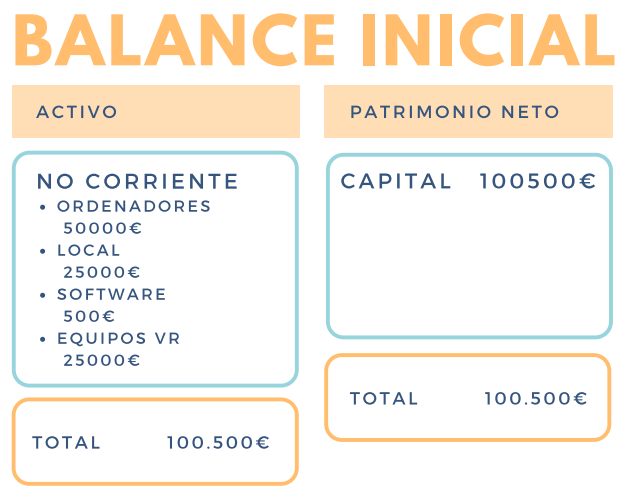 BALANCE INICIAL
ACTIVO
NO CORRIENTE
• ORDENADORES
50000€
• LOCAL
25000€
• SOFTWARE
500€
• EQUIPOS VR
25000€
TOTAL 100.500€
PATRIMONIO NETO
CAPITAL 100500€
TOTAL 100.500€